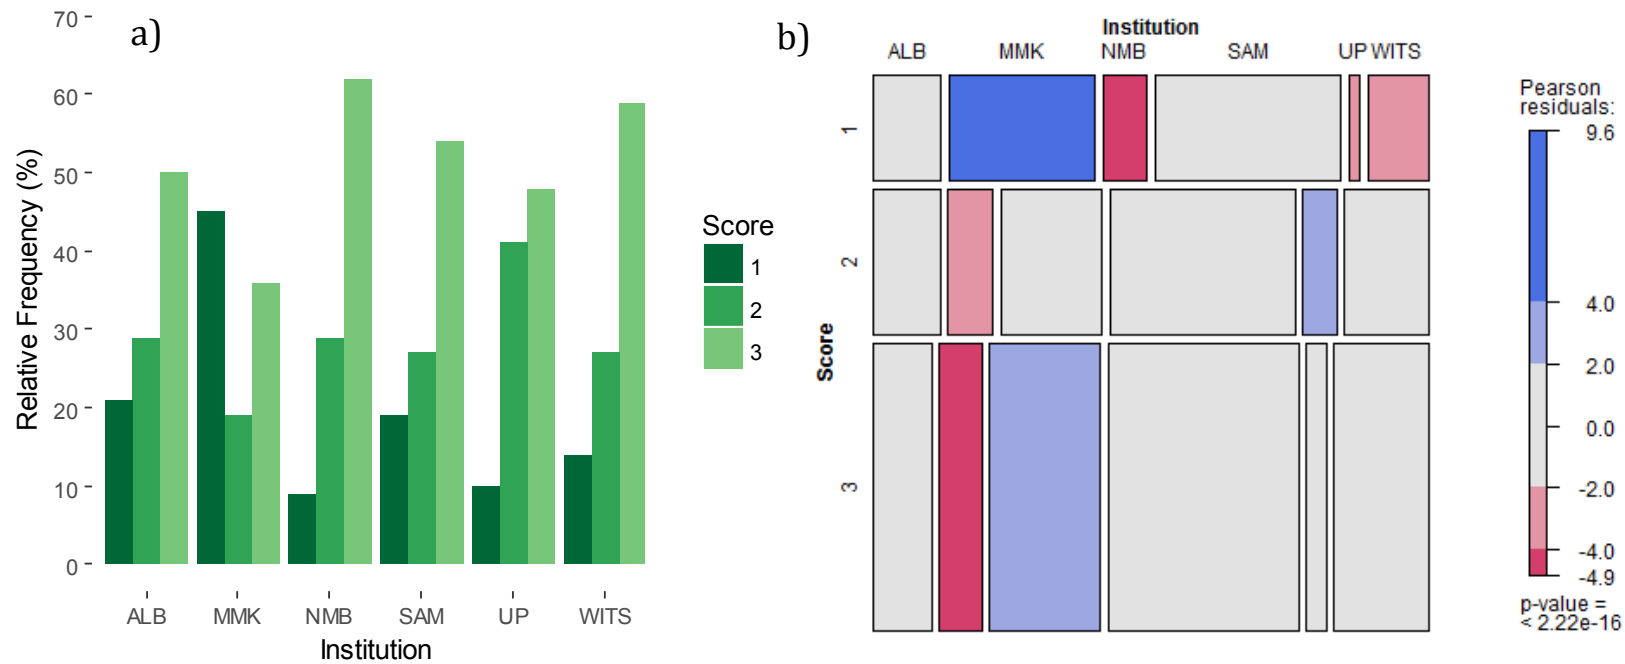 a)
70
60
50
40
30
20
10
0
Relative Frequency (%)
ALB MMK NMB SAM UP WITS
Institution
Score
1
2
3
b)
Institution
ALB MMK NMB SAM UP WITS
Score
1
2
3
Pearson
residuals:
9.6
4.0
2.0
0.0
-2.0
-4.0
-4.9
p-value =
< 2.22e-16